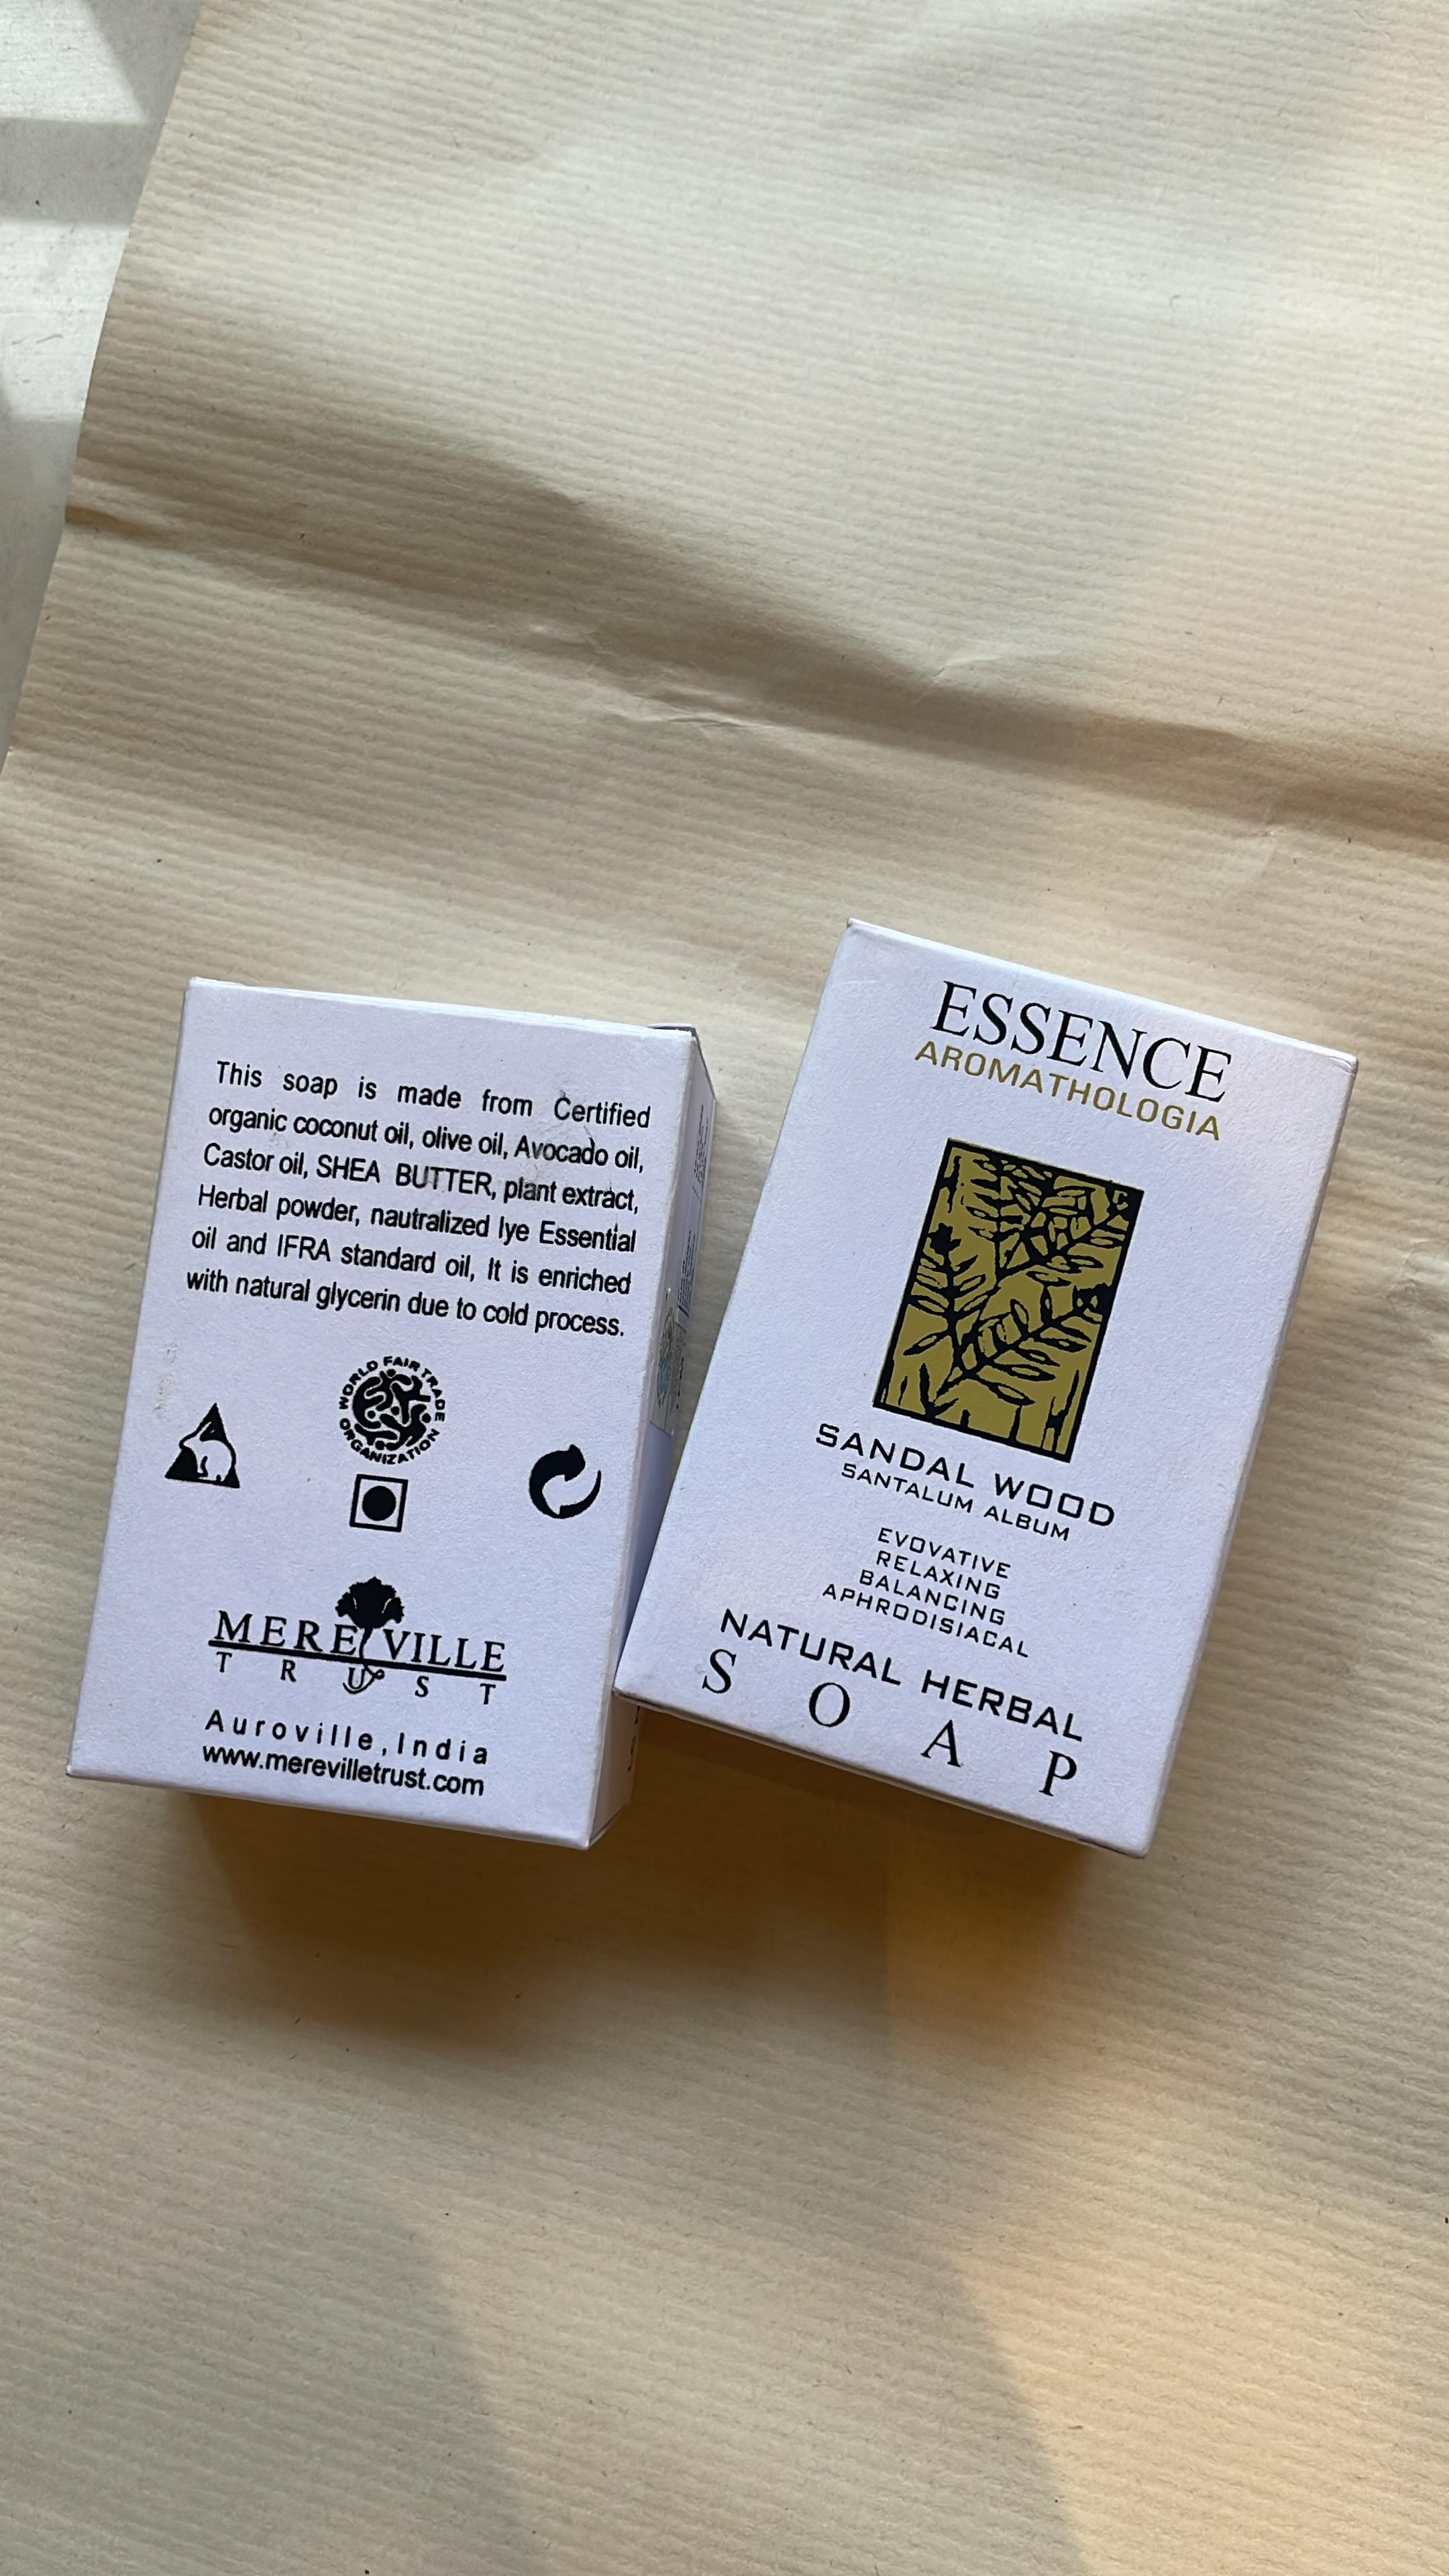 This soap is made from Certified
organic coconut oil, olive oil, Avocado oil,
Castor oil, SHEA BUTTER, plant extract,
Herbal powder, nautralized lye Essential
oil and IFRA standard oil, It is enriched
with natural glycerin due to cold process.
WORLD FAIR TRADE ORGANIZATION
MEREVILLE
TRUST
Auroville,India
www.merevilletrust.com
ESSENCE
AROMATHOLOGIA
SANDAL WOOD
SANTALUM ALBUM
EVOVATIVE
RELAXING
BALANCING
APHRODISIACAL
NATURAL HERBAL
SOAP